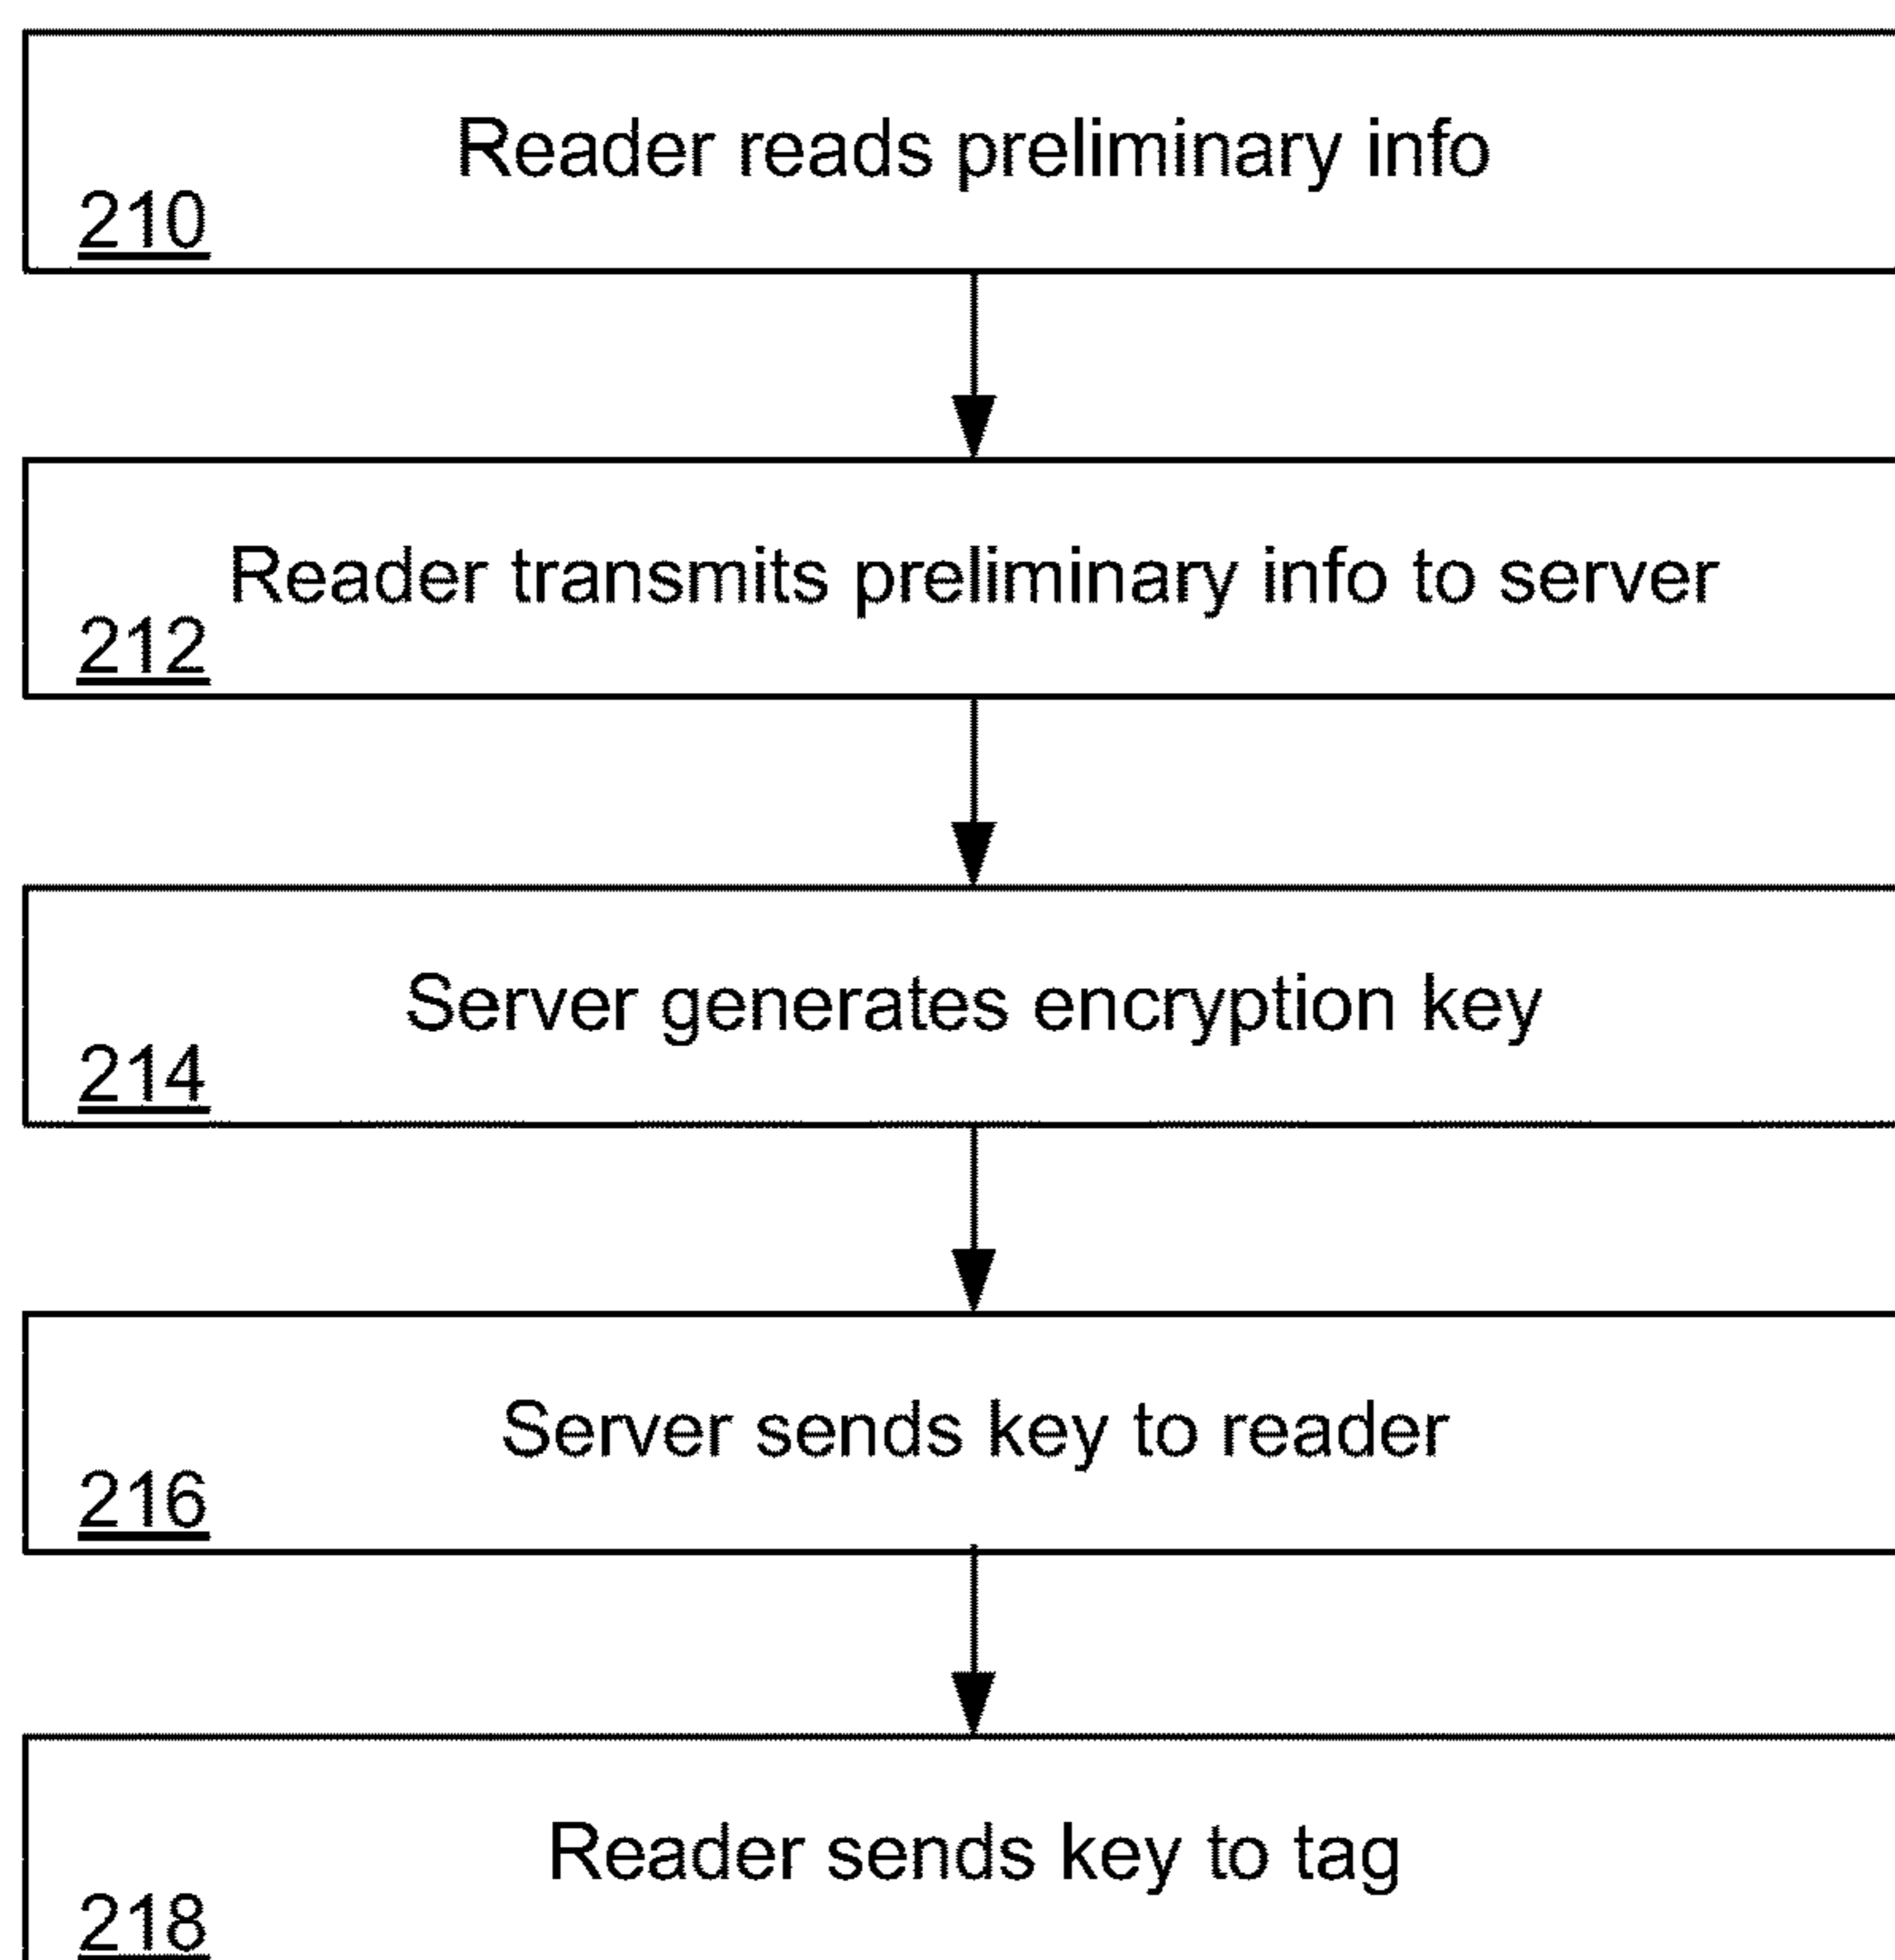 Reader reads preliminary info
210
Reader transmits preliminary info to server
212
Server generates encryption key
214
Server sends key to reader
216
Reader sends key to tag
218